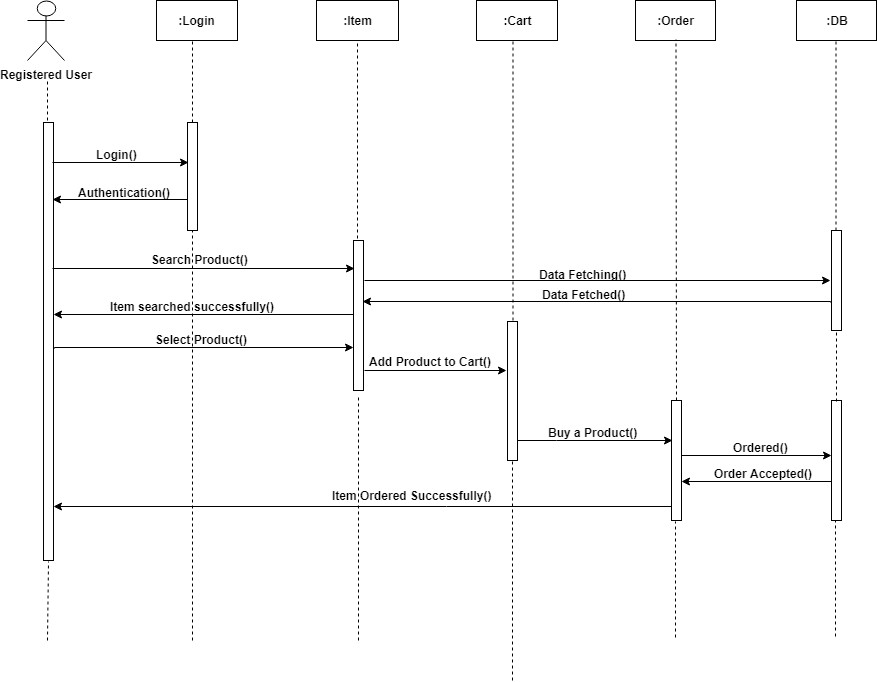 :Login
:Item
:Cart
:Order
:DB
Registered User
Login()
Authentication()
Search Product()
Data Fetching()
Data Fetched()
Item searched successfully()
Select Product()
Add Product to Cart()
Buy a Product()
Ordered()
Order Accepted()
Item Ordered Successfully()